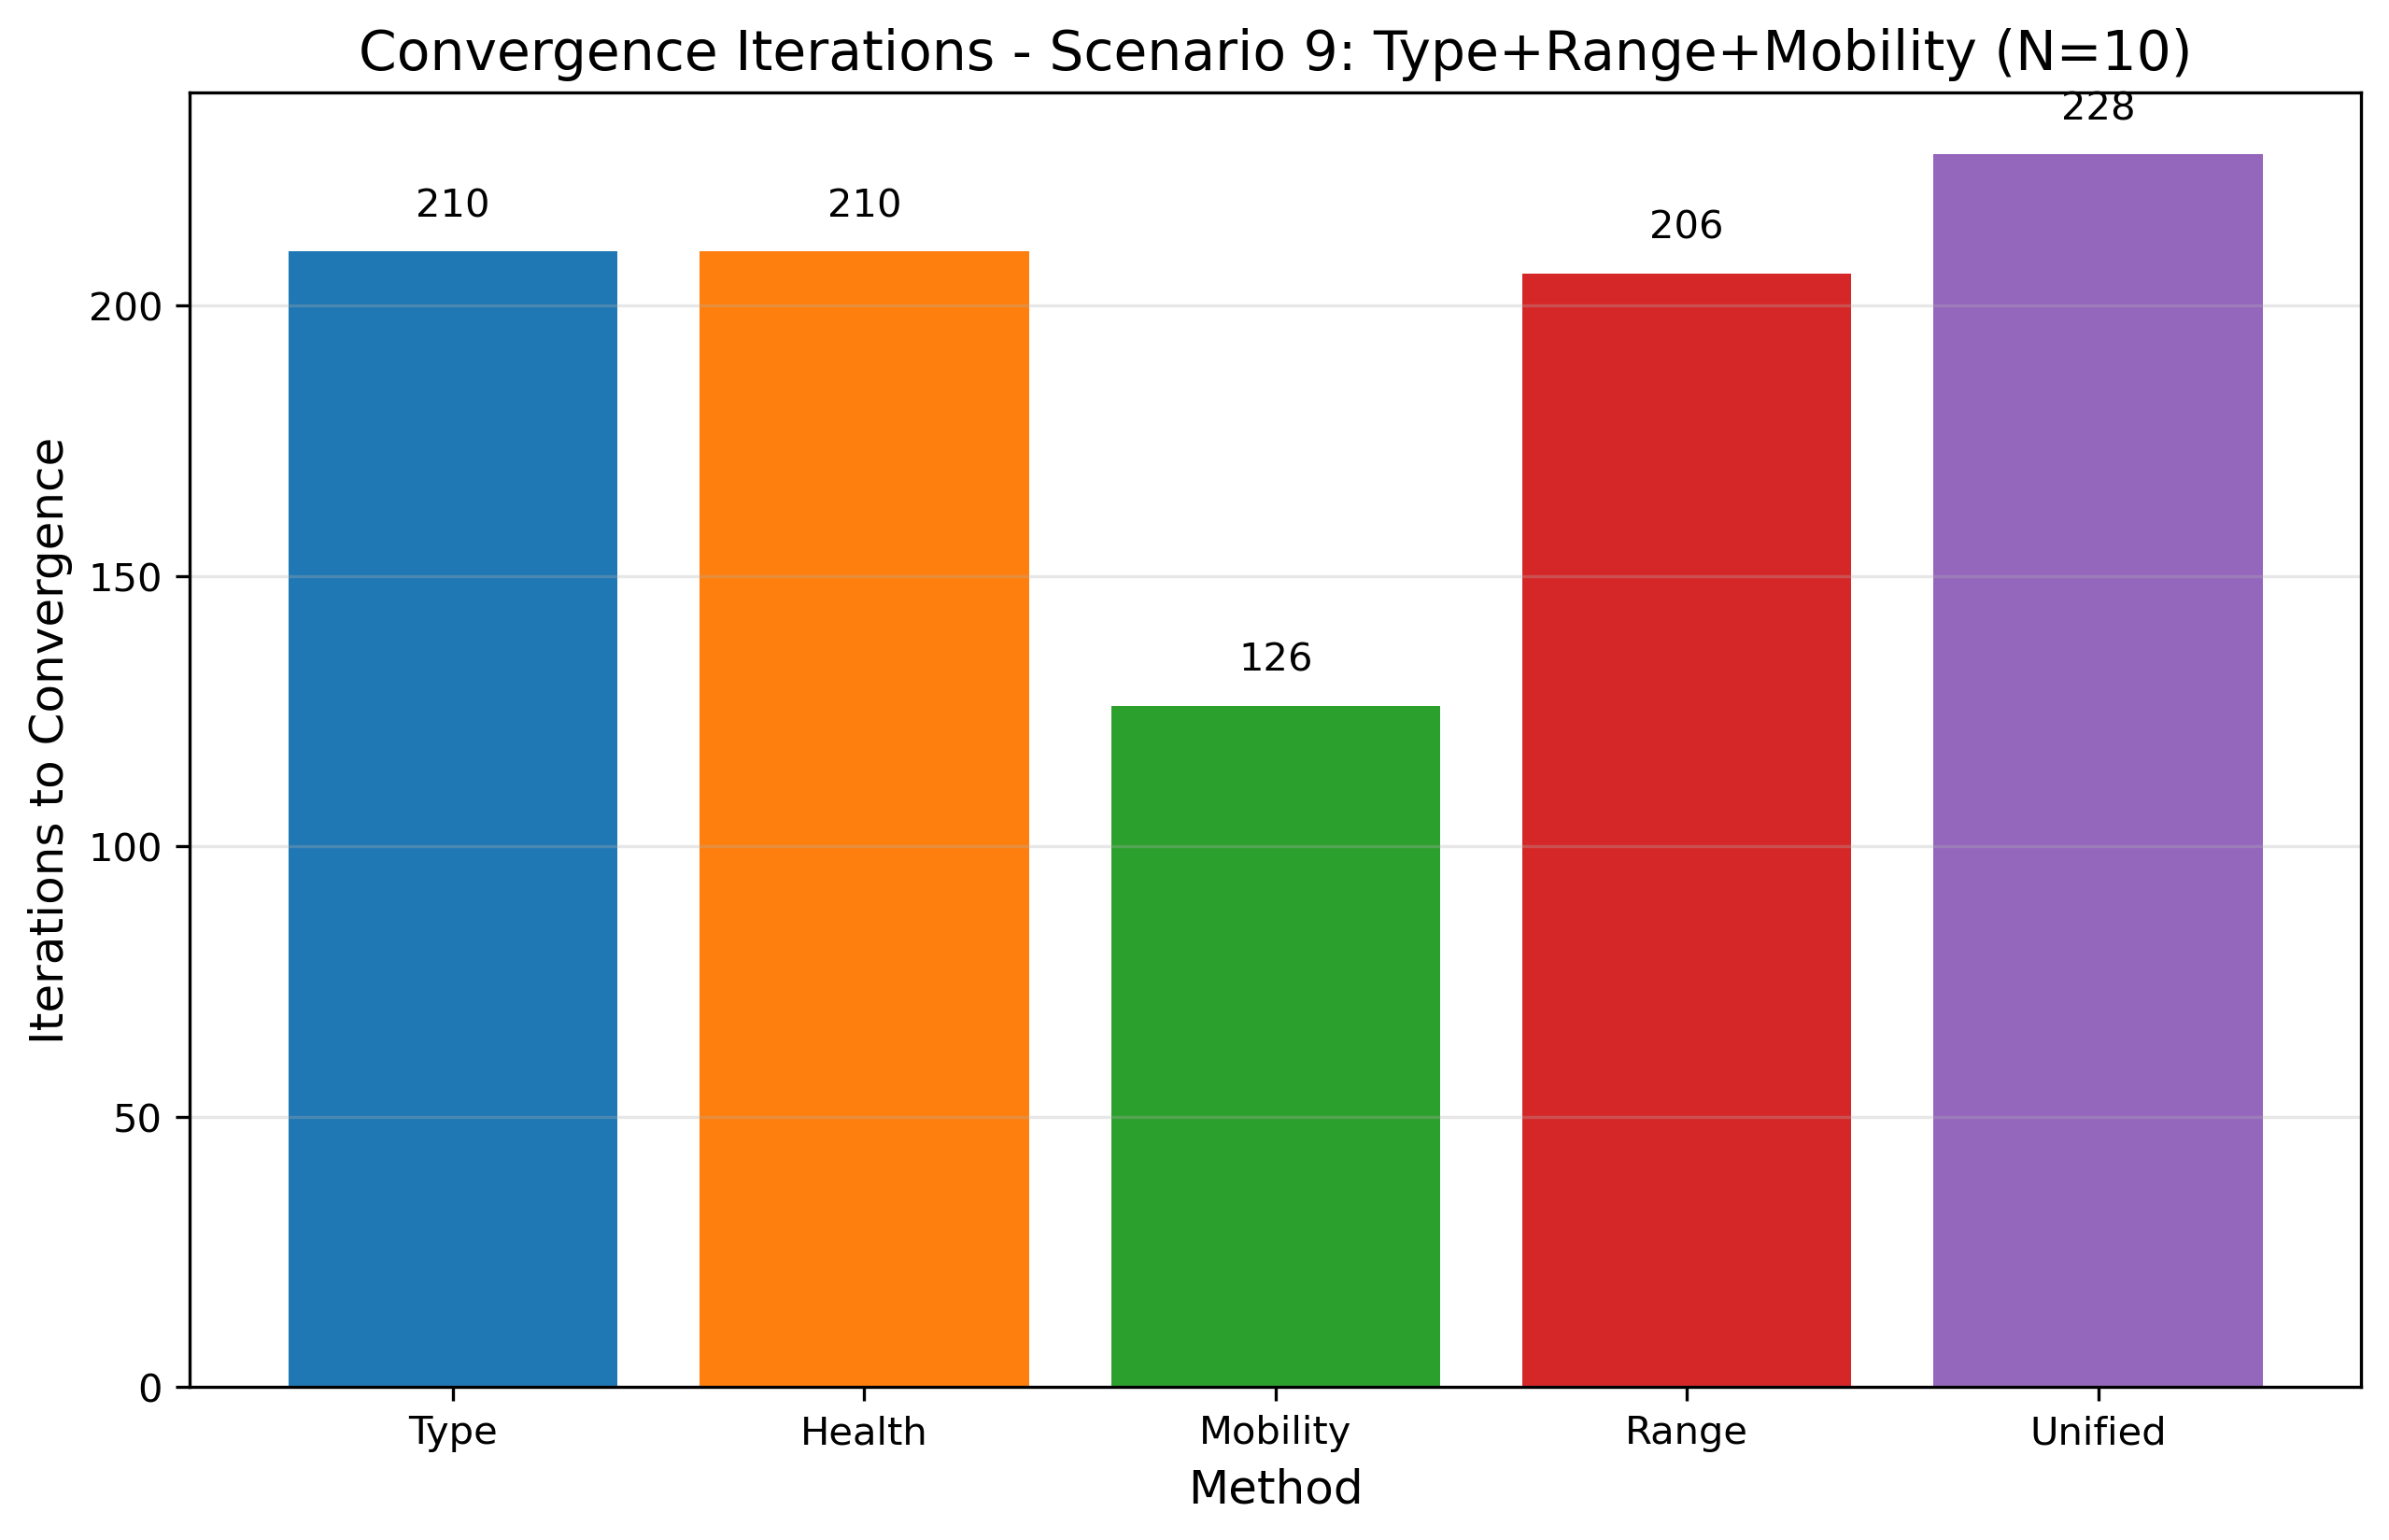 Convergence Iterations - Scenario 9: Type+Range+Mobility (N=10)
228
210
210
206
200
126
150
100
50
0
Iterations to Convergence
Type
Health
Mobility
Range
Unified
Method